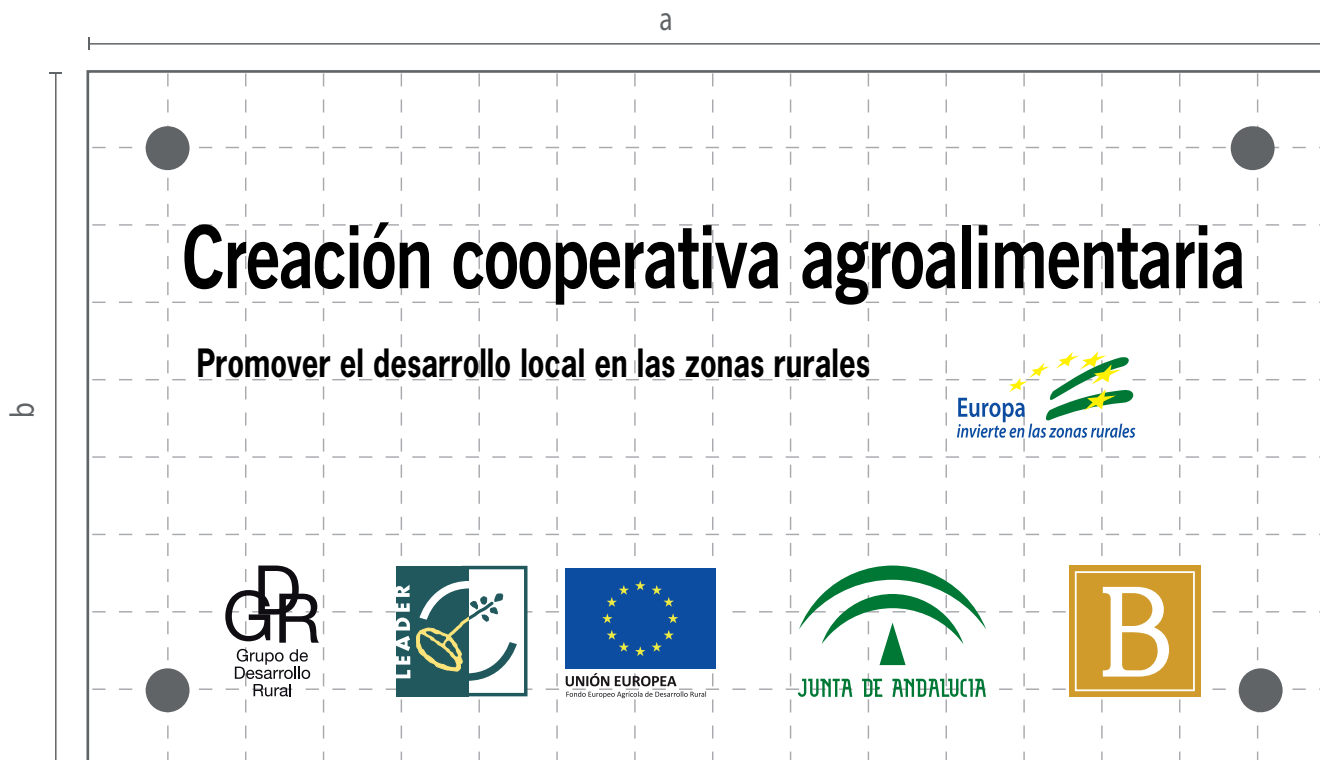 a
b
Creación cooperativa agroalimentaria
Promover el desarrollo local en las zonas rurales
Europa
invierte en las zonas rurales
GDR
Grupo de
Desarrollo
Rural
LEADER
UNIÓN EUROPEA
Fondo Europeo Agrícola de Desarrollo Rural
JUNTA DE ANDALUCIA
B